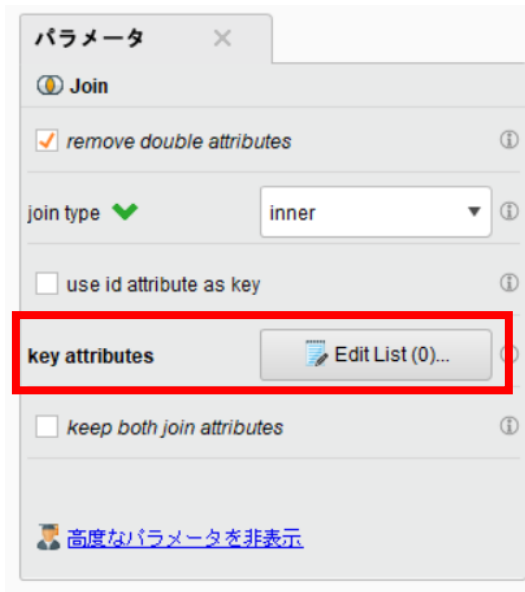 パラメータ ×
Join
remove double attributes
join type inner
use id attribute as key
key attributes Edit List (0)...
keep both join attributes
高度なパラメータを非表示